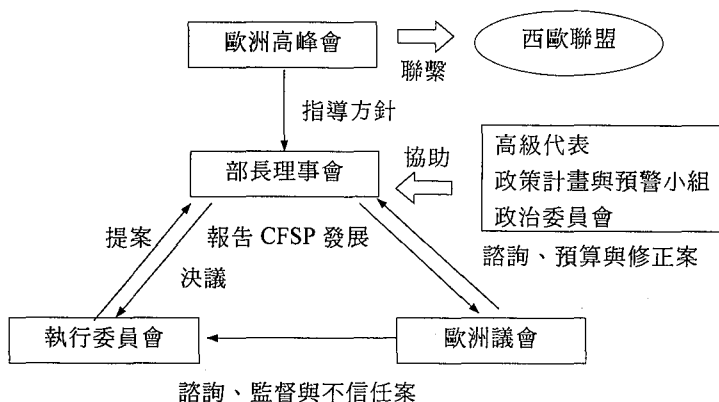 歐洲高峰會
聯繫
西歐聯盟
指導方針
部長理事會
協助
高級代表
政策計畫與預警小組
政治委員會
提案
報告 CFSP 發展
決議
諮詢、預算與修正案
執行委員會
歐洲議會
諮詢、監督與不信任案